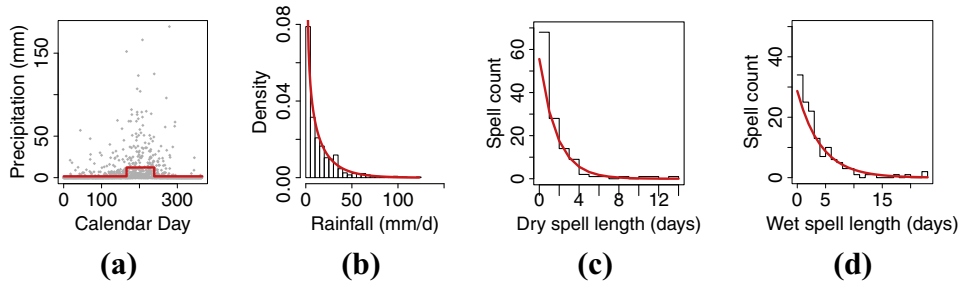 Precipitation (mm)
150
50
0
0
100
300
Calendar Day
(a)
Density
0.08
0.04
0.00
0
50
100
Rainfall (mm/d)
(b)
Spell count
60
40
20
0
0
4
8
12
Dry spell length (days)
(c)
Spell count
40
20
0
0
5
15
Wet spell length (days)
(d)